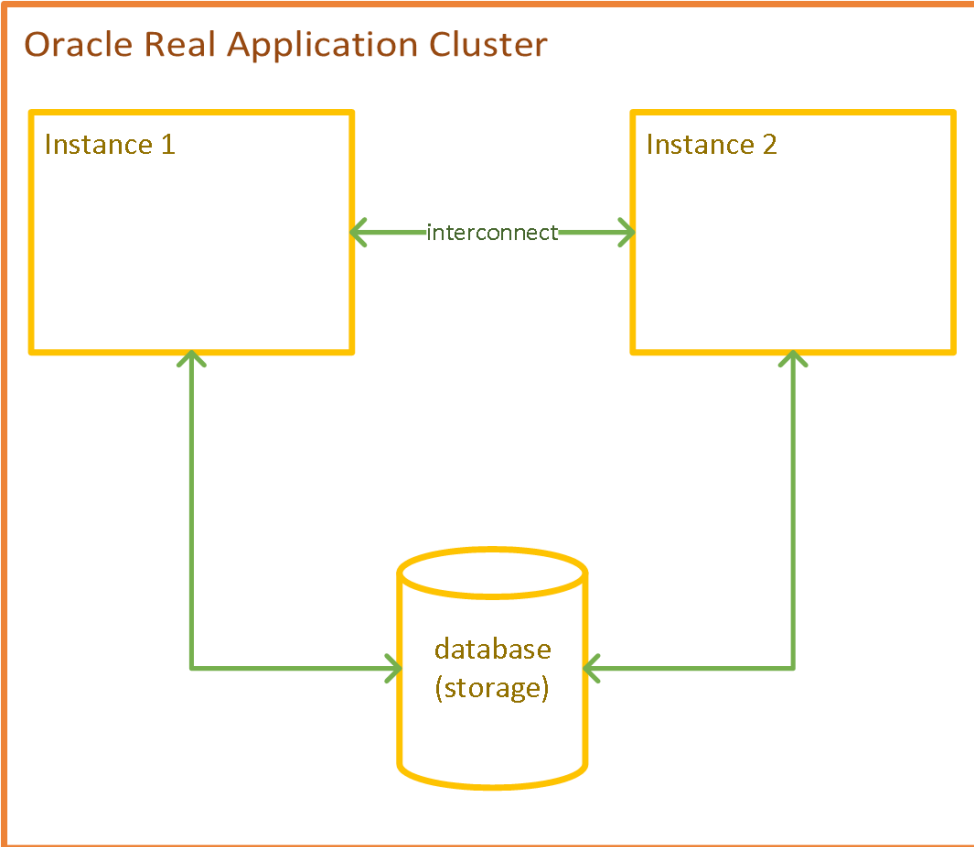 Oracle Real Application Cluster
Instance 1
Instance 2
interconnect
database
(storage)